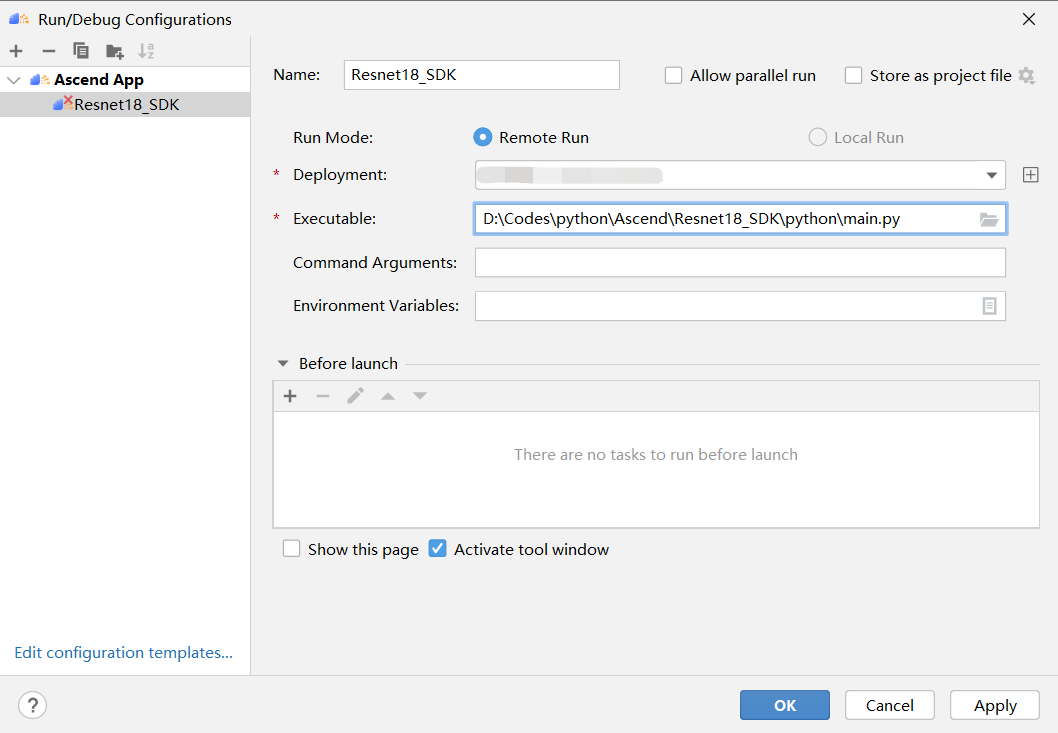 Run/Debug Configurations
Ascend App
Resnet18_SDK
Name: Resnet18_SDK Allow parallel run Store as project file
Run Mode: Remote Run Local Run
* Deployment:
* Executable: D:\Codes\python\Ascend\Resnet18_SDK\python\main.py
Command Arguments:
Environment Variables:
Before launch
There are no tasks to run before launch
Show this page Activate tool window
Edit configuration templates...
? OK Cancel Apply